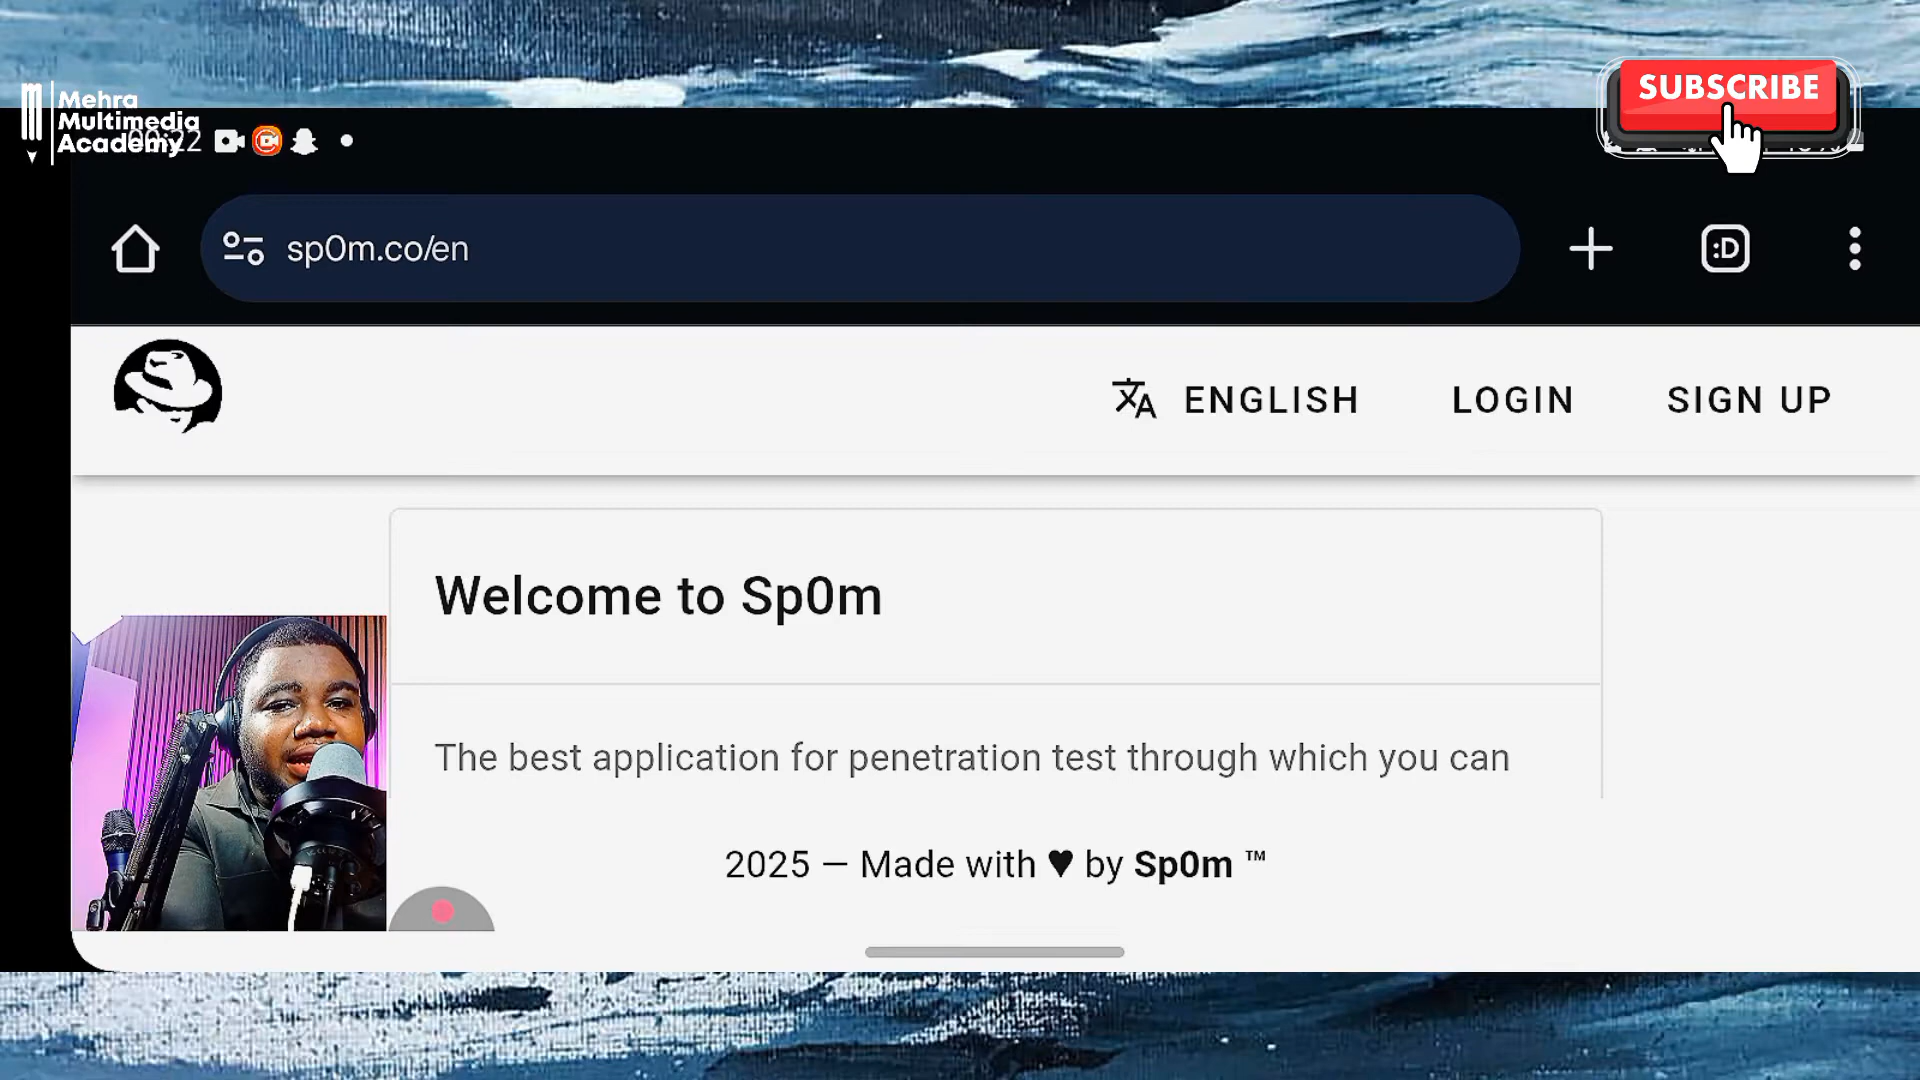 SUBSCRIBE
Mehra
Multimedia
Academy
sp0m.co/en
:D
ENGLISH
LOGIN
SIGN UP
Welcome to Sp0m
The best application for penetration test through which you can
2025 — Made with ♥ by Sp0m ™